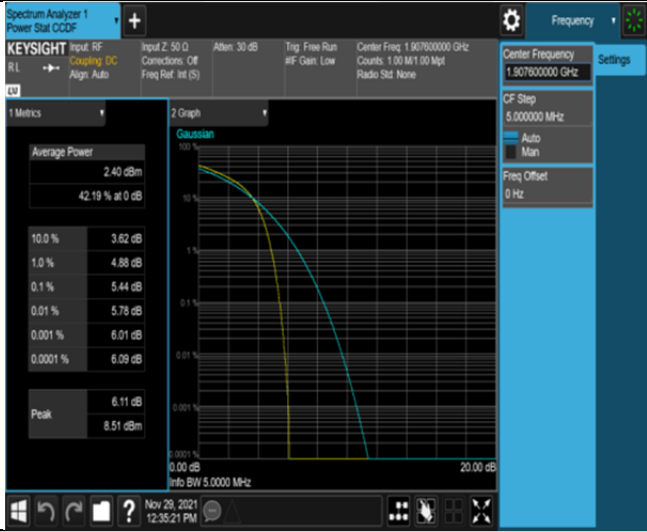 Spectrum Analyzer 1
Power Stat CCDF
Frequency
KEYSIGHT
Input: RF
Coupling: DC
Align: Auto
Input Z: 50 Ω
Corrections: Off
Freq Ref: Int (S)
Atten: 30 dB
Trig: Free Run
#IF Gain: Low
Center Freq: 1.907600000 GHz
Counts: 1.00 M/1.00 Mpt
Radio Std: None
RL
LVI
Center Frequency
1.907600000 GHz
Settings
CF Step
5.000000 MHz
Auto
Man
Freq Offset
0 Hz
1 Metrics
Average Power
2.40 dBm
42.19 % at 0 dB
10.0 % 3.62 dB
1.0 % 4.88 dB
0.1 % 5.44 dB
0.01 % 5.78 dB
0.001 % 6.01 dB
0.0001 % 6.09 dB
Peak
6.11 dB
8.51 dBm
2 Graph
Gaussian
100 %
10 %
1 %
0.1 %
0.01 %
0.001 %
0.0001 %
0.00 dB
20.00 dB
Info BW 5.0000 MHz
?
Nov 29, 2021
12:35:21 PM